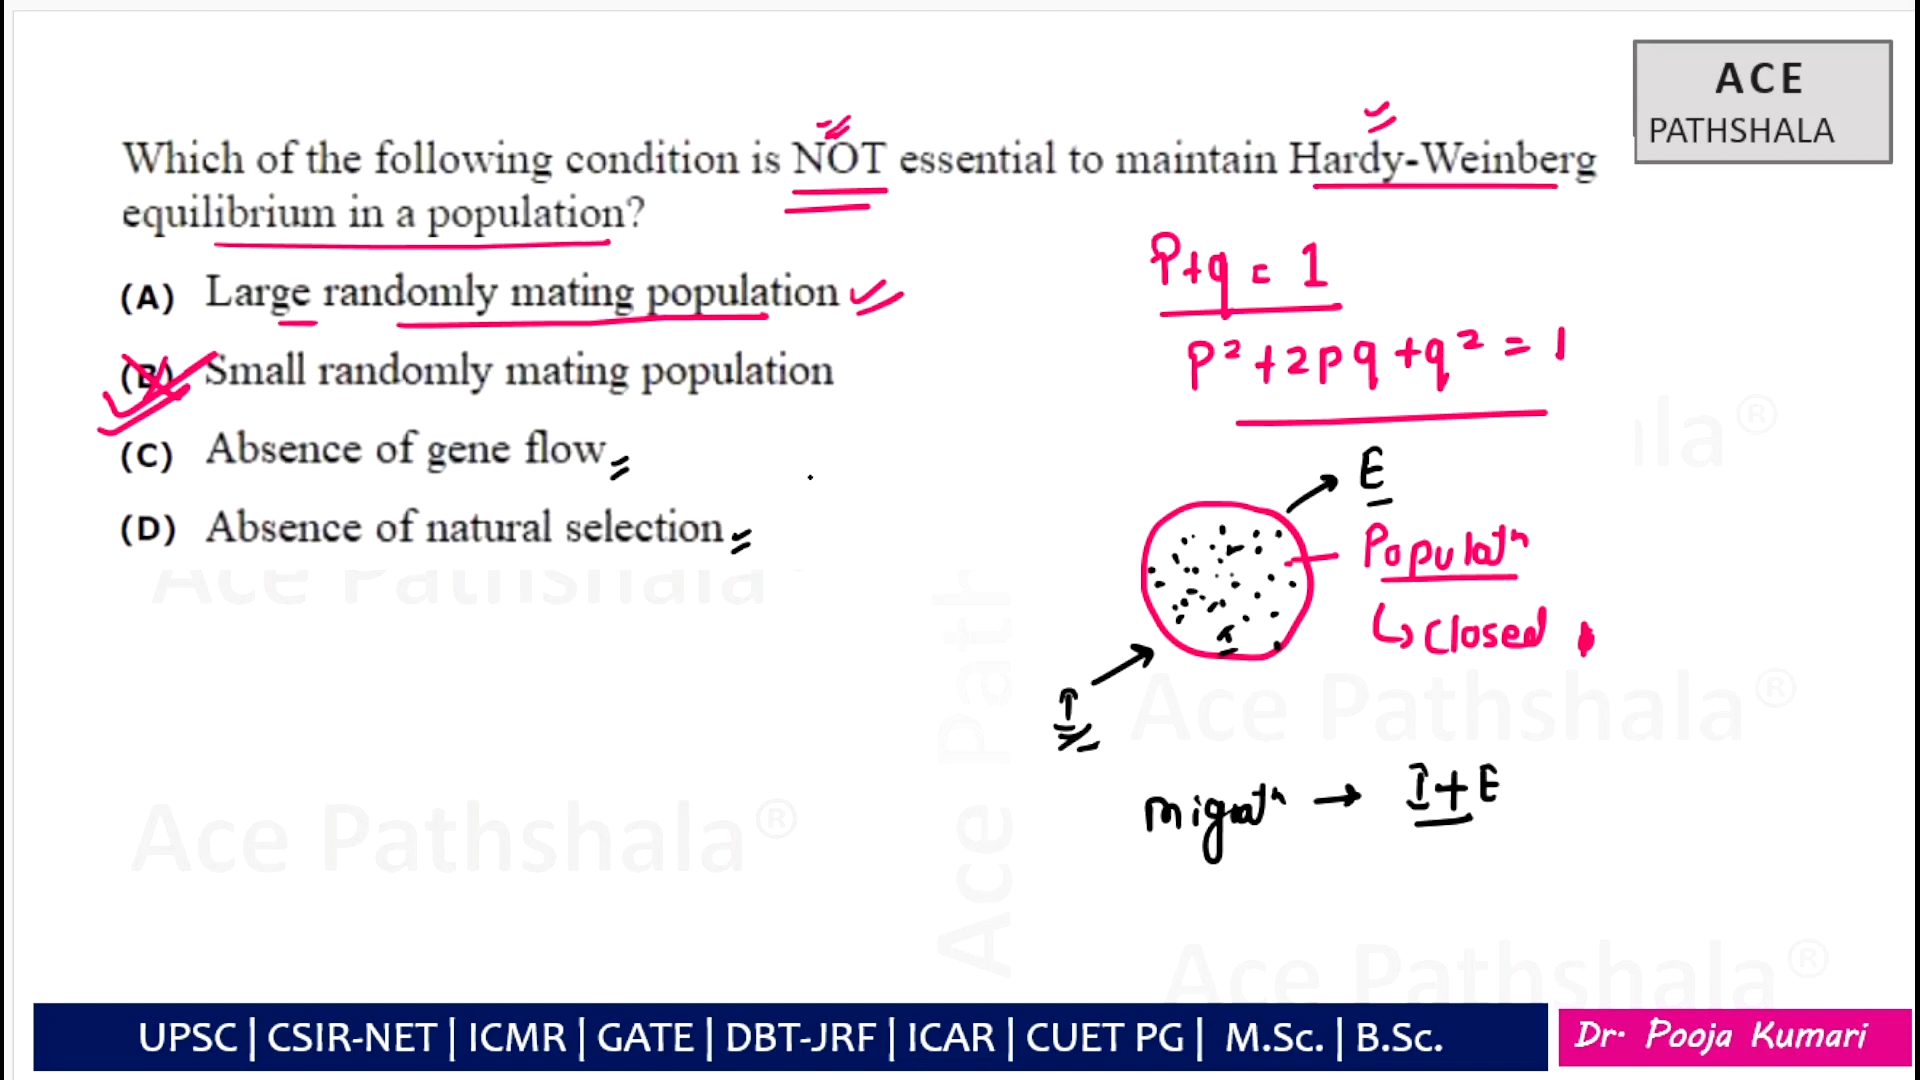 ACE
PATHSHALA
Which of the following condition is NOT essential to maintain Hardy-Weinberg
equilibrium in a population?
(A) Large randomly mating population
(B) Small randomly mating population
(C) Absence of gene flow
(D) Absence of natural selection
P+q = 1
P² + 2pq + q² = 1
E
Populatn
↳ Closed
I
Migratn → I+E
Ace Pathshala
Ace Path
la®
Ace Pathshala®
Ace Pathshala®
Ace Pathshala®
UPSC | CSIR-NET | ICMR | GATE | DBT-JRF | ICAR | CUET PG | M.Sc. | B.Sc.
Dr. Pooja Kumari